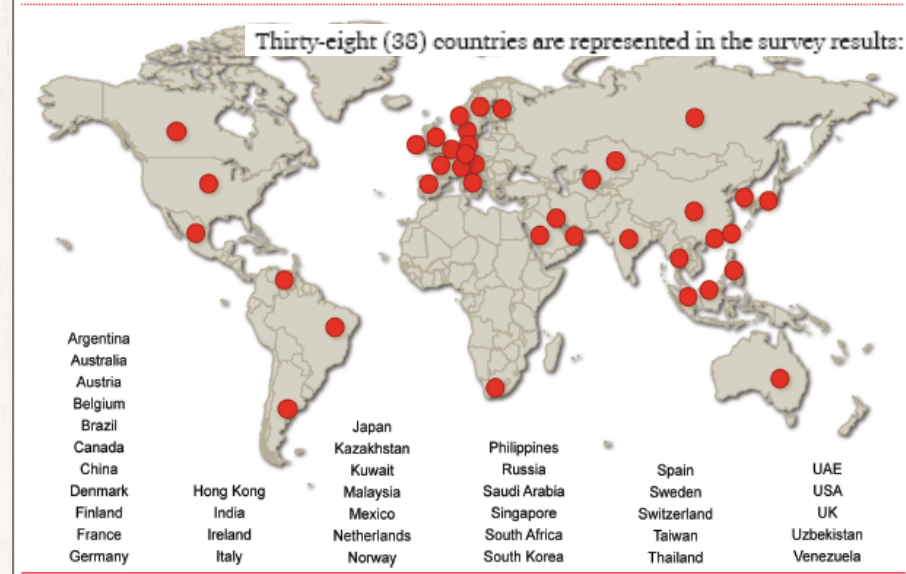 Thirty-eight (38) countries are represented in the survey results:
Argentina
Australia
Austria
Belgium
Brazil
Canada
China
Denmark
Finland
France
Germany
Hong Kong
India
Ireland
Italy
Japan
Kazakhstan
Kuwait
Malaysia
Mexico
Netherlands
Norway
Philippines
Russia
Saudi Arabia
Singapore
South Africa
South Korea
Spain
Sweden
Switzerland
Taiwan
Thailand
UAE
USA
UK
Uzbekistan
Venezuela